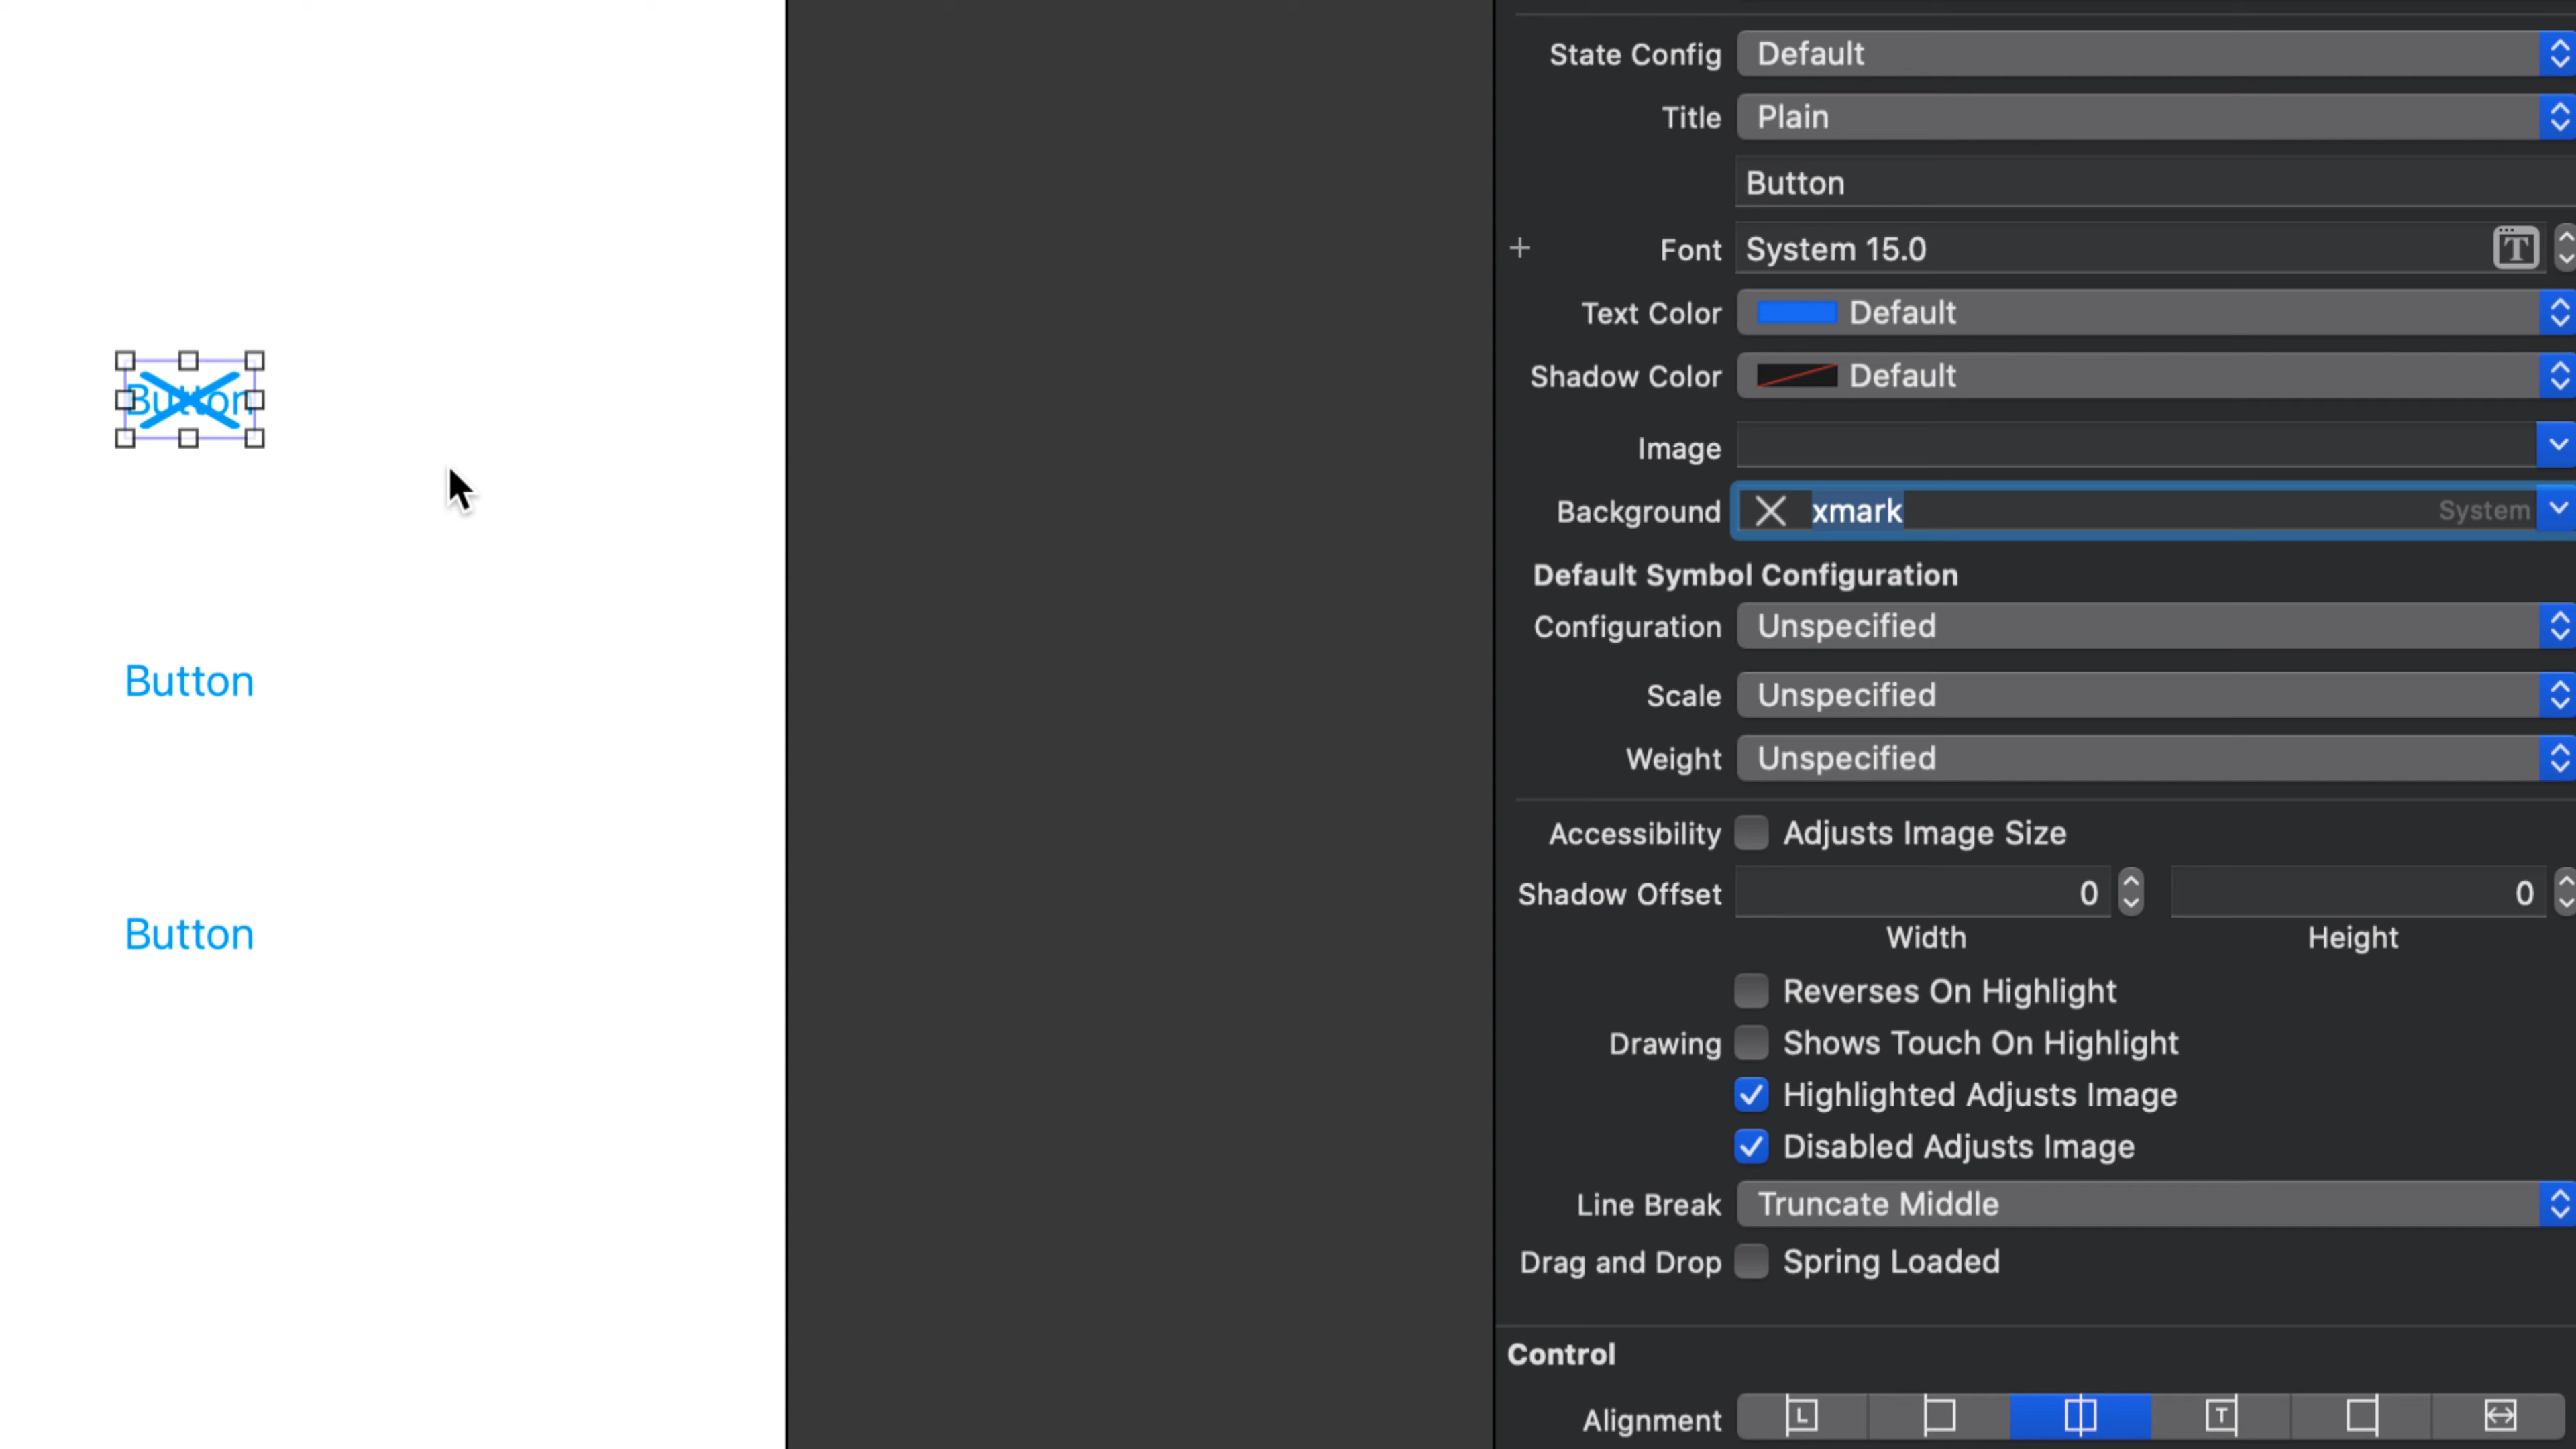 Button
Button
Button
State Config Default
Title Plain
Button
+ Font System 15.0 T
Text Color Default
Shadow Color Default
Image
Background xmark System
Default Symbol Configuration
Configuration Unspecified
Scale Unspecified
Weight Unspecified
Accessibility Adjusts Image Size
Shadow Offset 0 0
Width Height
Reverses On Highlight
Drawing Shows Touch On Highlight
Highlighted Adjusts Image
Disabled Adjusts Image
Line Break Truncate Middle
Drag and Drop Spring Loaded
Control
Alignment L T